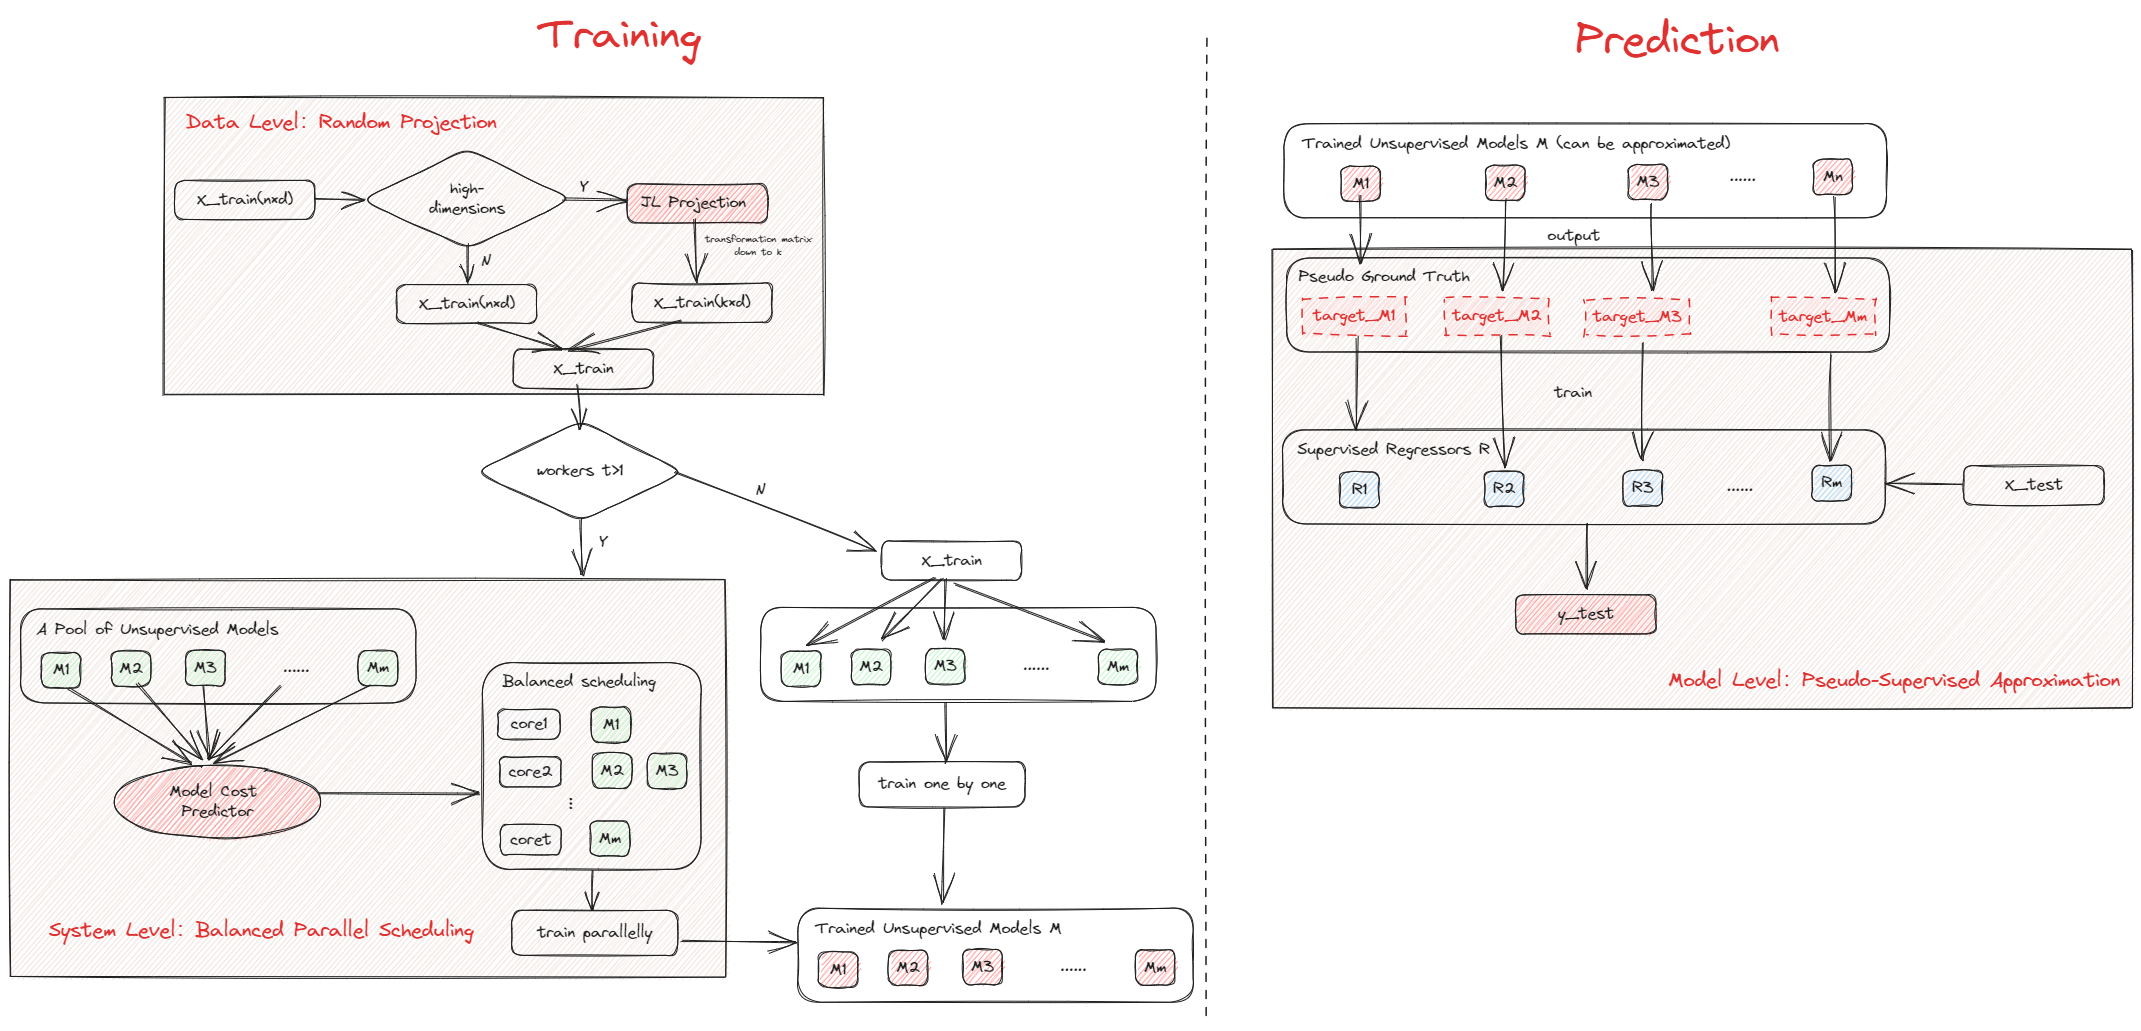 Training
Data Level: Random Projection
X_train(nxd)
high-
dimensions
Y
JL Projection
transformation matrix
down to k
N
X_train(nxd)
X_train(kxd)
X_train
workers t>1
N
Y
X_train
A Pool of Unsupervised Models
M1 M2 M3 ...... Mm
Model Cost
Predictor
Balanced scheduling
core1 M1
core2 M2 M3
...
coret Mm
train parallelly
System Level: Balanced Parallel Scheduling
M1 M2 M3 ...... Mm
train one by one
Trained Unsupervised Models M
M1 M2 M3 ...... Mm
Prediction
Trained Unsupervised Models M (can be approximated)
M1 M2 M3 ...... Mn
output
Pseudo Ground Truth
target_M1 target_M2 target_M3 target_Mm
train
Supervised Regressors R
R1 R2 R3 ...... Rm
X_test
y_test
Model Level: Pseudo-Supervised Approximation